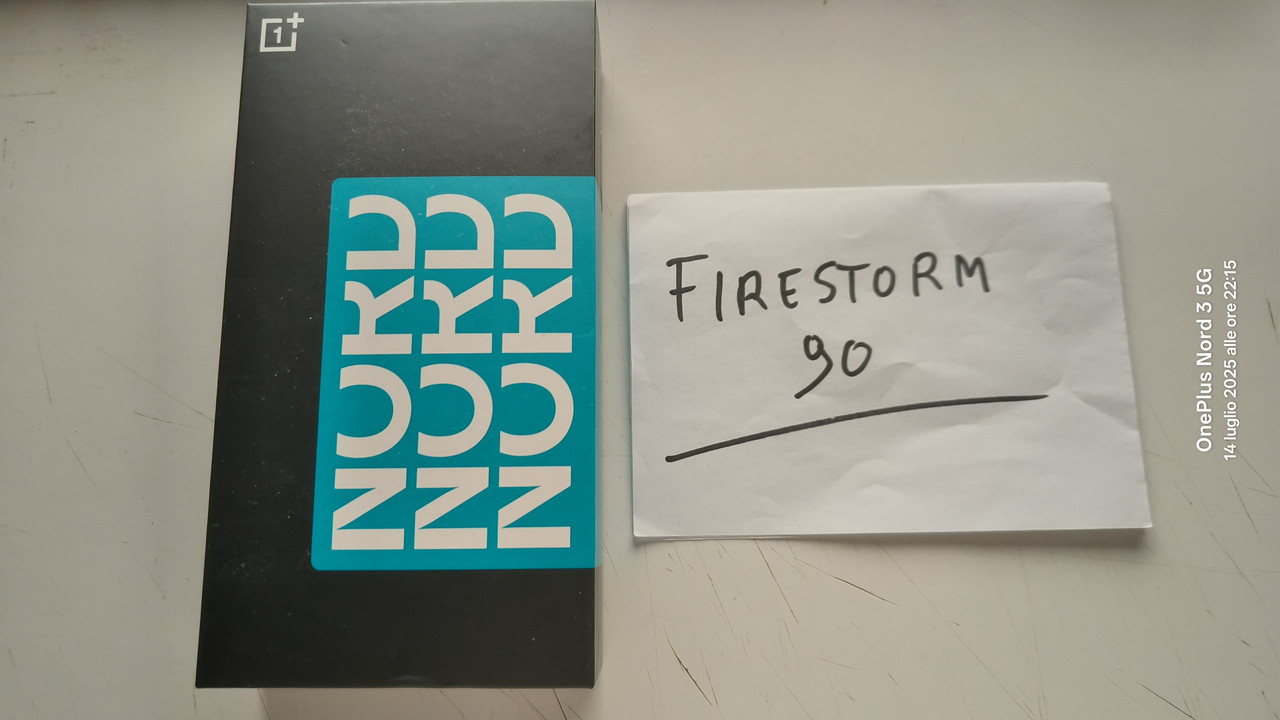 1+
NORD
NORD
NORD
FIRESTORM
90
OnePlus Nord 3 5G
14 luglio 2025 alle ore 22:15